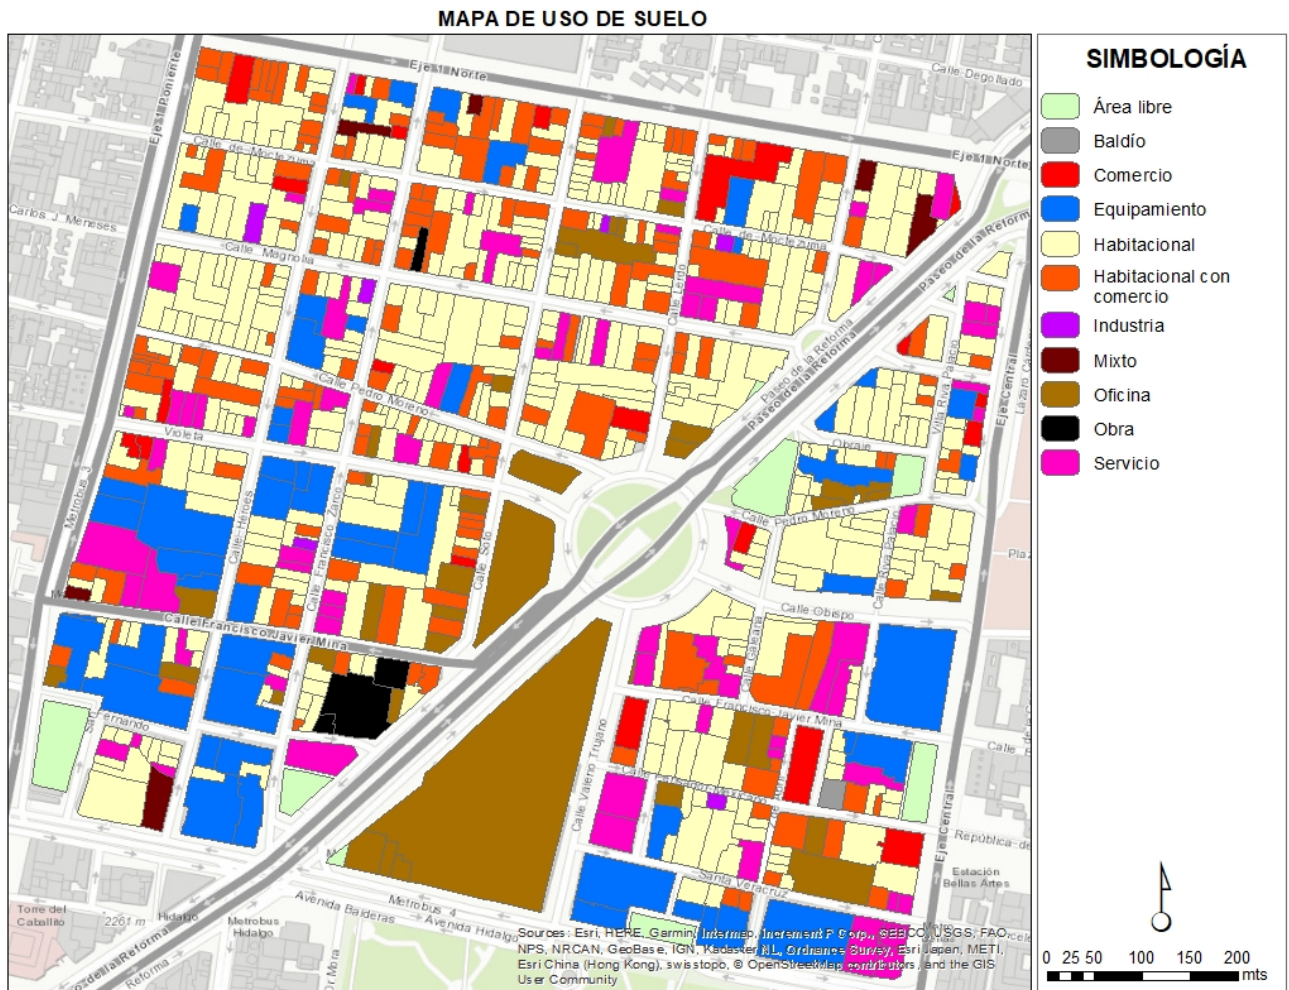 MAPA DE USO DE SUELO
SIMBOLOGÍA
Área libre
Baldío
Comercio
Equipamiento
Habitacional
Habitacional con
comercio
Industria
Mixto
Oficina
Obra
Servicio
0 25 50 100 150 200 mts
Eje 1 Norte
Calle Degollado
Eje 1 Norte
Eje 1 Poniente
Calle de Moctezuma
Carlos J. Meneses
Calle Magnolia
Calle de Moctezuma
Calle Lerdo
Paseo de la Reforma
Paseo de la Reforma
Paseo de la Reforma
Calle Pedro Moreno
Villa Riva Palacio
Eje Central
Lázaro Cárdenas
Violeta
Obraje
Metrobus 3
Calle Héroes
Calle Francisco Zarco
Calle Soto
Calle Pedro Moreno
Calle Riva Palacio
Plaz
Calle Obispo
Calle Francisco Javier Mina
Calle Galeana
Calle Francisco Javier Mina
San Fernando
Calle Valerio Trujano
Eje Central
República de
Santa Veracruz
Estación
Bellas Artes
Torre del
Caballito
2261 m
Hidalgo
Metrobus
Hidalgo
Metrobus 4
Avenida Balderas
Avenida Hidalgo
Reforma
Dr Mora
Sources: Esri, HERE, Garmin, Intermap, Increment P Corp., GEBCO, USGS, FAO,
NPS, NRCAN, GeoBase, IGN, Kadaster NL, Ordnance Survey, Esri Japan, METI,
Esri China (Hong Kong), swisstopo, © OpenStreetMap contributors, and the GIS
User Community